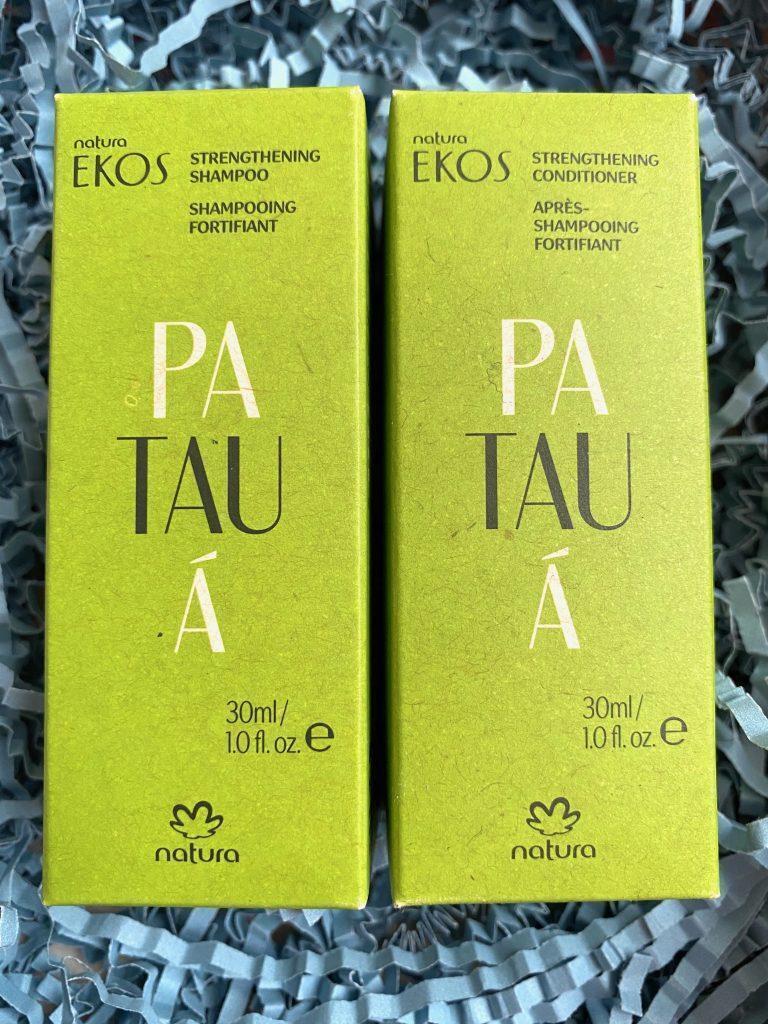 natura
EKOS
STRENGTHENING
SHAMPOO
SHAMPOOING
FORTIFIANT
PA
TAU
Á
30ml/
1.0 fl. oz. e
natura
natura
EKOS
STRENGTHENING
CONDITIONER
APRÈS-
SHAMPOOING
FORTIFIANT
PA
TAU
Á
30ml/
1.0 fl. oz. e
natura